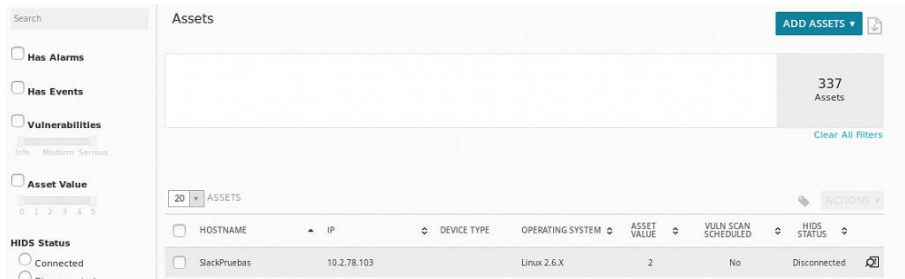 Search
Has Alarms
Has Events
Vulnerabilities
Info Medium Serious
Asset Value
0 1 2 3 4 5
HIDS Status
Connected
Assets
ADD ASSETS
337
Assets
Clear All Filters
20 ASSETS
ACTIONS
HOSTNAME IP DEVICE TYPE OPERATING SYSTEM ASSET VALUE VULN SCAN SCHEDULED HIDS STATUS
SlackPruebas 10.2.78.103 Linux 2.6.X 2 No Disconnected